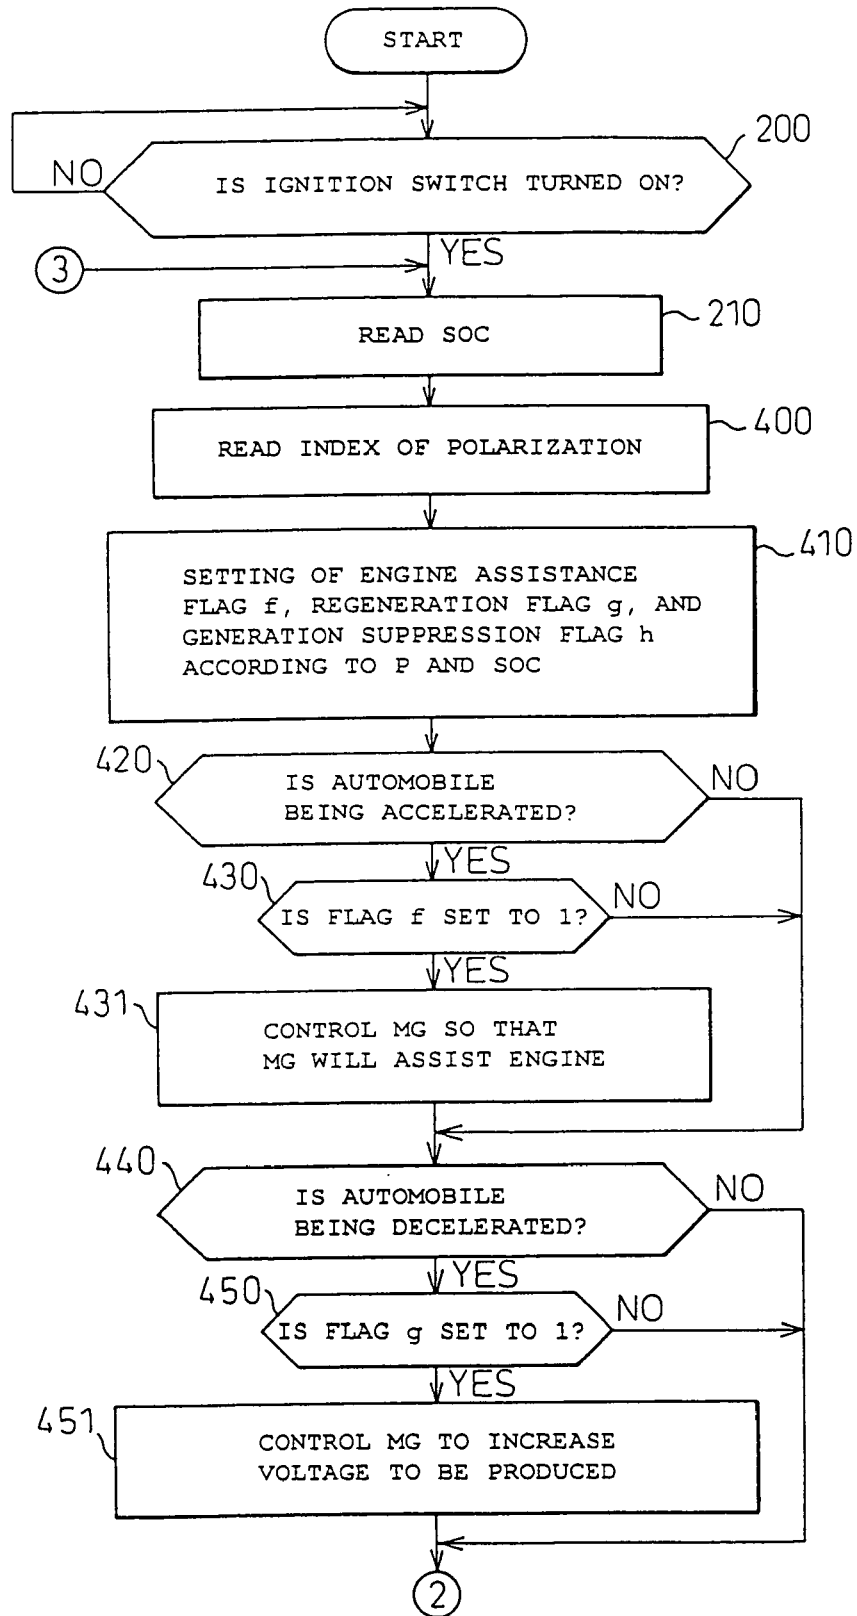 START
200
NO
IS IGNITION SWITCH TURNED ON?
YES
3
210
READ SOC
400
READ INDEX OF POLARIZATION
410
SETTING OF ENGINE ASSISTANCE
FLAG f, REGENERATION FLAG g, AND
GENERATION SUPPRESSION FLAG h
ACCORDING TO P AND SOC
420
IS AUTOMOBILE
BEING ACCELERATED?
NO
YES
430
IS FLAG f SET TO 1?
NO
YES
431
CONTROL MG SO THAT
MG WILL ASSIST ENGINE
440
IS AUTOMOBILE
BEING DECELERATED?
NO
YES
450
IS FLAG g SET TO 1?
NO
YES
451
CONTROL MG TO INCREASE
VOLTAGE TO BE PRODUCED
2